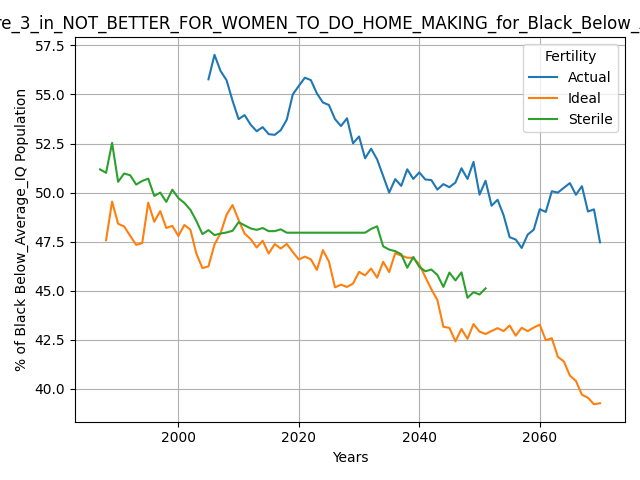 re_3_in_NOT_BETTER_FOR_WOMEN_TO_DO_HOME_MAKING_for_Black_Below_
Fertility
Actual
Ideal
Sterile
% of Black Below_Average_IQ Population
57.5
55.0
52.5
50.0
47.5
45.0
42.5
40.0
2000
2020
2040
2060
Years